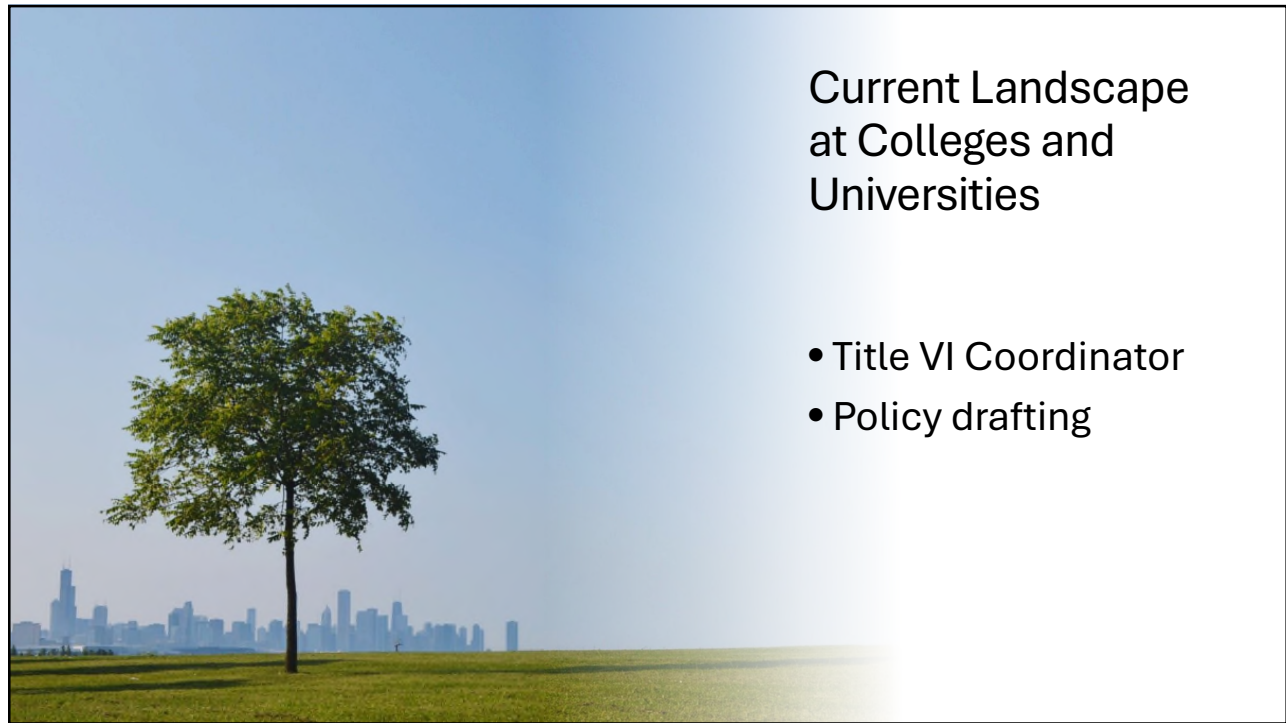 Current Landscape
at Colleges and
Universities
• Title VI Coordinator
• Policy drafting